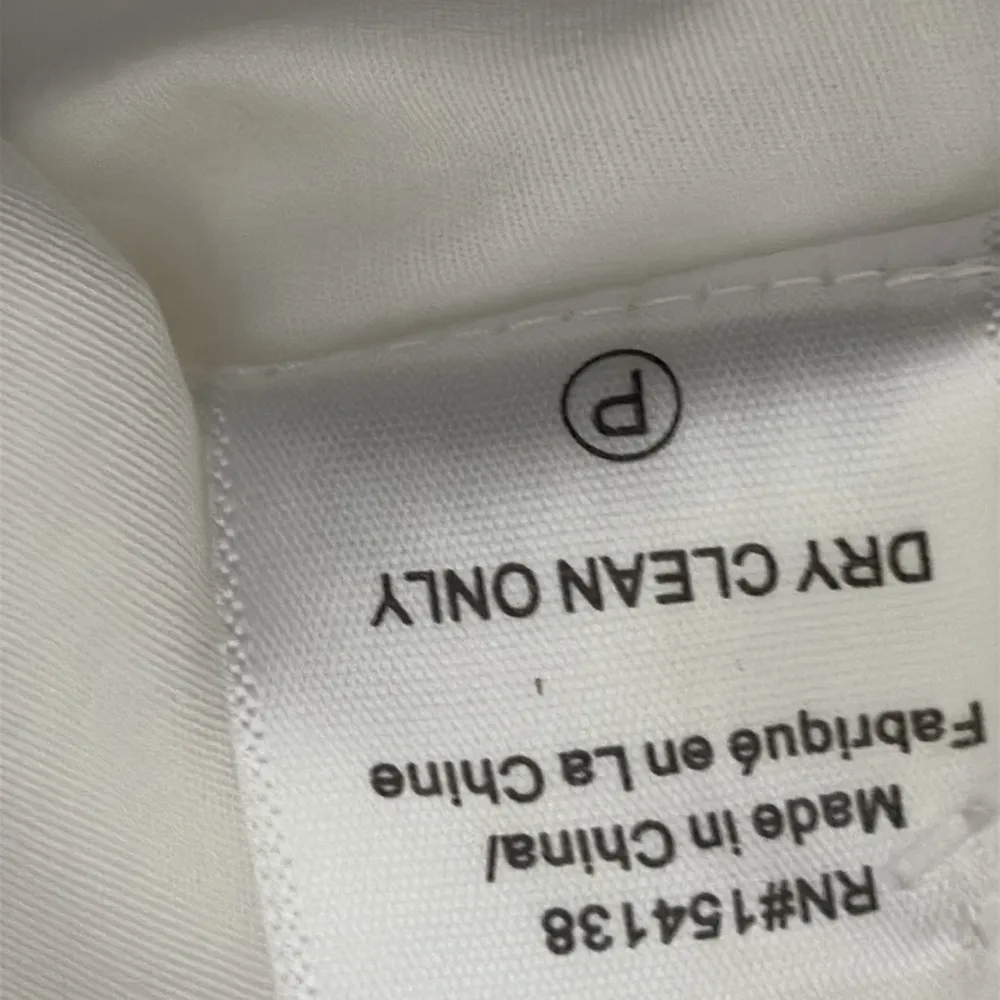 RN#154138
Made in China/
Fabriqué en La Chine
DRY CLEAN ONLY
P